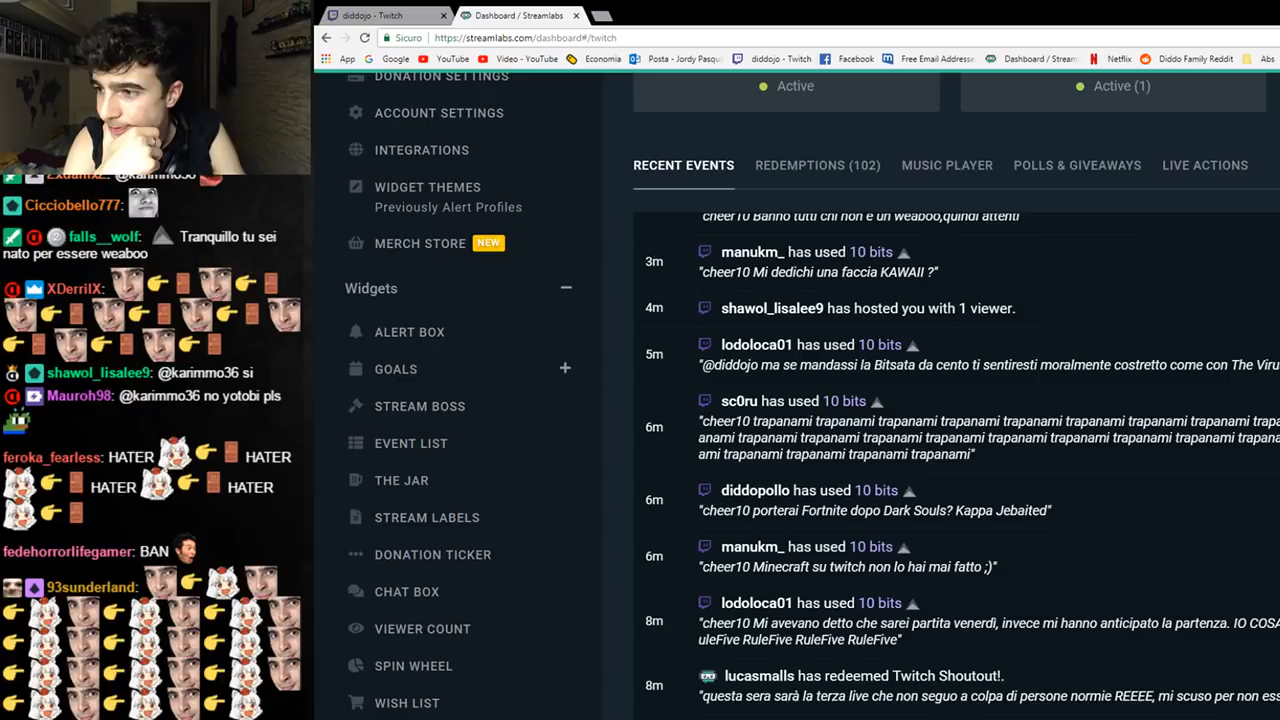 diddojo - Twitch
Dashboard / Streamlabs
Sicuro
https://streamlabs.com/dashboard#/twitch
App
Google
YouTube
Video - YouTube
Economia
Posta - Jordy Pasqu
diddojo - Twitch
Facebook
Free Email Addresse
Dashboard / Stream
Netflix
Diddo Family Reddit
Abs
DONATION SETTINGS
ACCOUNT SETTINGS
INTEGRATIONS
WIDGET THEMES
Previously Alert Profiles
MERCH STORE NEW
Widgets
ALERT BOX
GOALS
STREAM BOSS
EVENT LIST
THE JAR
STREAM LABELS
DONATION TICKER
CHAT BOX
VIEWER COUNT
SPIN WHEEL
WISH LIST
Active
Active (1)
RECENT EVENTS
REDEMPTIONS (102)
MUSIC PLAYER
POLLS & GIVEAWAYS
LIVE ACTIONS
cheer10 Banno tutti chi non è un weaboo,quindi attenti
3m
manukm_ has used 10 bits
"cheer10 Mi dedichi una faccia KAWAII ?"
4m
shawol_lisalee9 has hosted you with 1 viewer.
5m
lodoloca01 has used 10 bits
"@diddojo ma se mandassi la Bitsata da cento ti sentiresti moralmente costretto come con The Viru
6m
sc0ru has used 10 bits
"cheer10 trapanami trapanami trapanami trapanami trapanami trapanami trapanami trapanami
anami trapanami trapanami trapanami trapanami trapanami trapanami trapanami trapanami trapa
ami trapanami trapanami trapanami trapanami"
6m
diddopollo has used 10 bits
"cheer10 porterai Fortnite dopo Dark Souls? Kappa Jebaited"
6m
manukm_ has used 10 bits
"cheer10 Minecraft su twitch non lo hai mai fatto ;)"
8m
lodoloca01 has used 10 bits
"cheer10 Mi avevano detto che sarei partita venerdì, invece mi hanno anticipato la partenza. IO COSA
uleFive RuleFive RuleFive RuleFive"
8m
lucasmalls has redeemed Twitch Shoutout!.
"questa sera sarà la terza live che non seguo a colpa di persone normie REEEE, mi scuso per non ess
Cicciobello777:
falls__wolf: Tranquillo tu sei
nato per essere weaboo
XDerriIX:
shawol_lisalee9: @karimmo36 si
Mauroh98: @karimmo36 no yotobi pls
feroka_fearless: HATER HATER
HATER HATER
fedehorrorlifegamer: BAN
93sunderland: